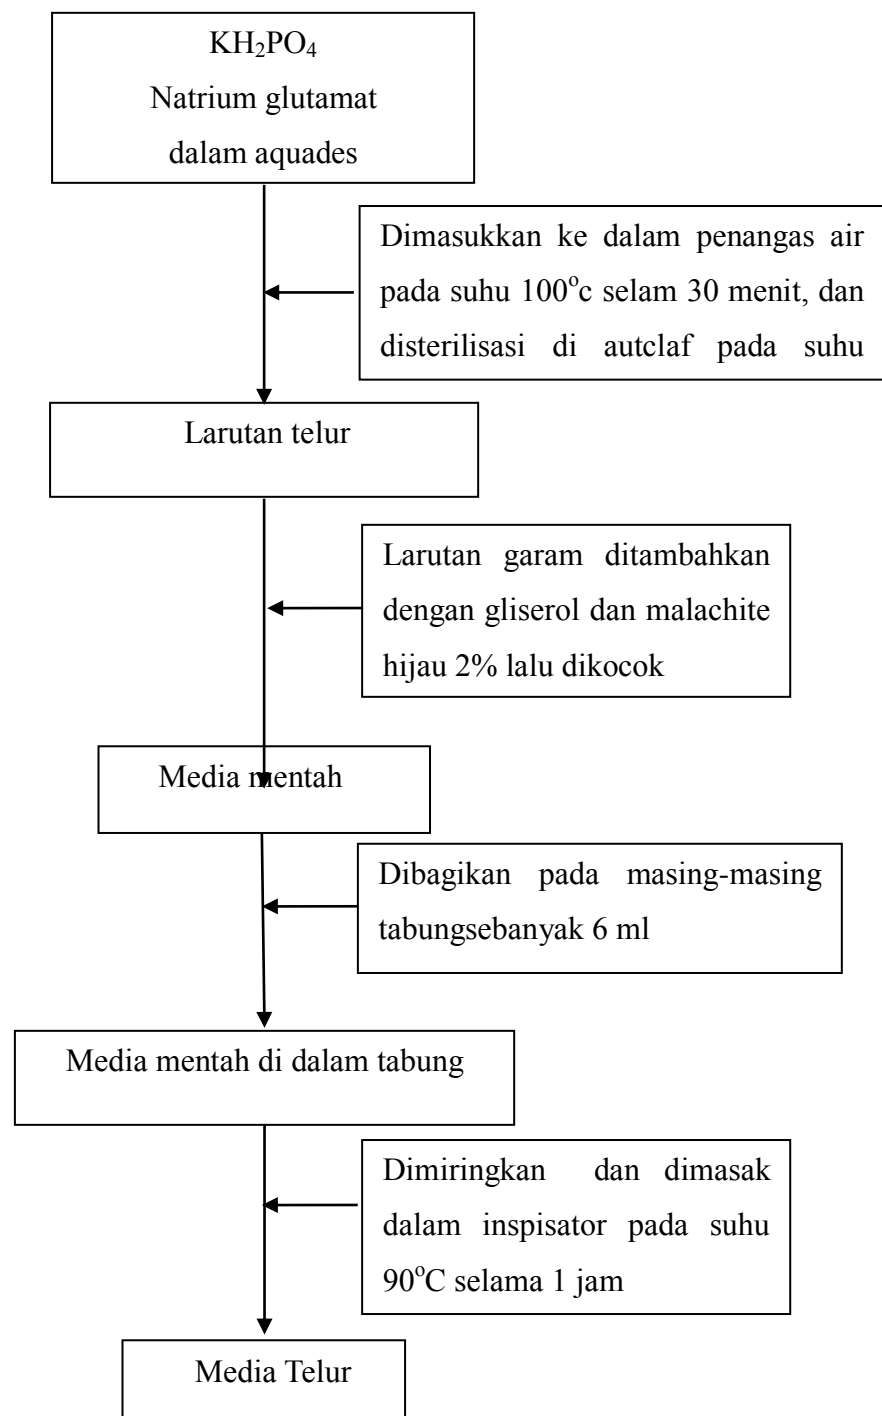 KH₂PO₄
Natrium glutamat
dalam aquades
Dimasukkan ke dalam penangas air
pada suhu 100°c selam 30 menit, dan
disterilisasi di autclaf pada suhu
Larutan telur
Larutan garam ditambahkan
dengan gliserol dan malachite
hijau 2% lalu dikocok
Media mentah
Dibagikan pada masing-masing
tabungsebanyak 6 ml
Media mentah di dalam tabung
Dimiringkan dan dimasak
dalam inspisator pada suhu
90°C selama 1 jam
Media Telur